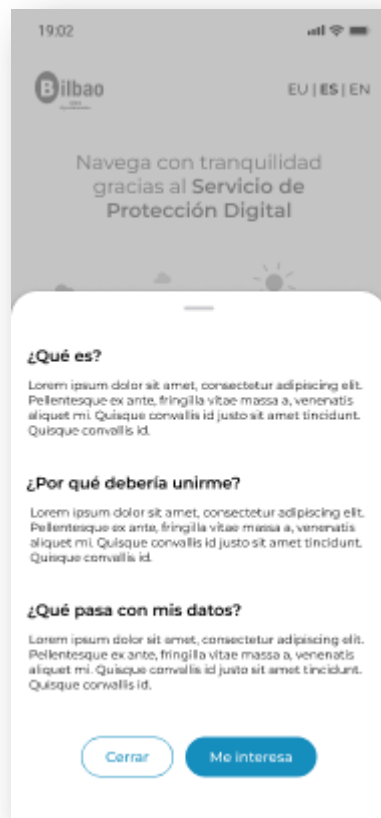 19:02
Bilbao
EU | ES | EN
Navega con tranquilidad
gracias al Servicio de
Protección Digital
¿Qué es?
Lorem ipsum dolor sit amet, consectetur adipiscing elit.
Pellentesque ex ante, fringilla vitae massa a, venenatis
aliquet mi. Quisque convallis id justo sit amet tincidunt.
Quisque convallis id.
¿Por qué debería unirme?
Lorem ipsum dolor sit amet, consectetur adipiscing elit.
Pellentesque ex ante, fringilla vitae massa a, venenatis
aliquet mi. Quisque convallis id justo sit amet tincidunt.
Quisque convallis id.
¿Qué pasa con mis datos?
Lorem ipsum dolor sit amet, consectetur adipiscing elit.
Pellentesque ex ante, fringilla vitae massa a, venenatis
aliquet mi. Quisque convallis id justo sit amet tincidunt.
Quisque convallis id.
Cerrar
Me interesa